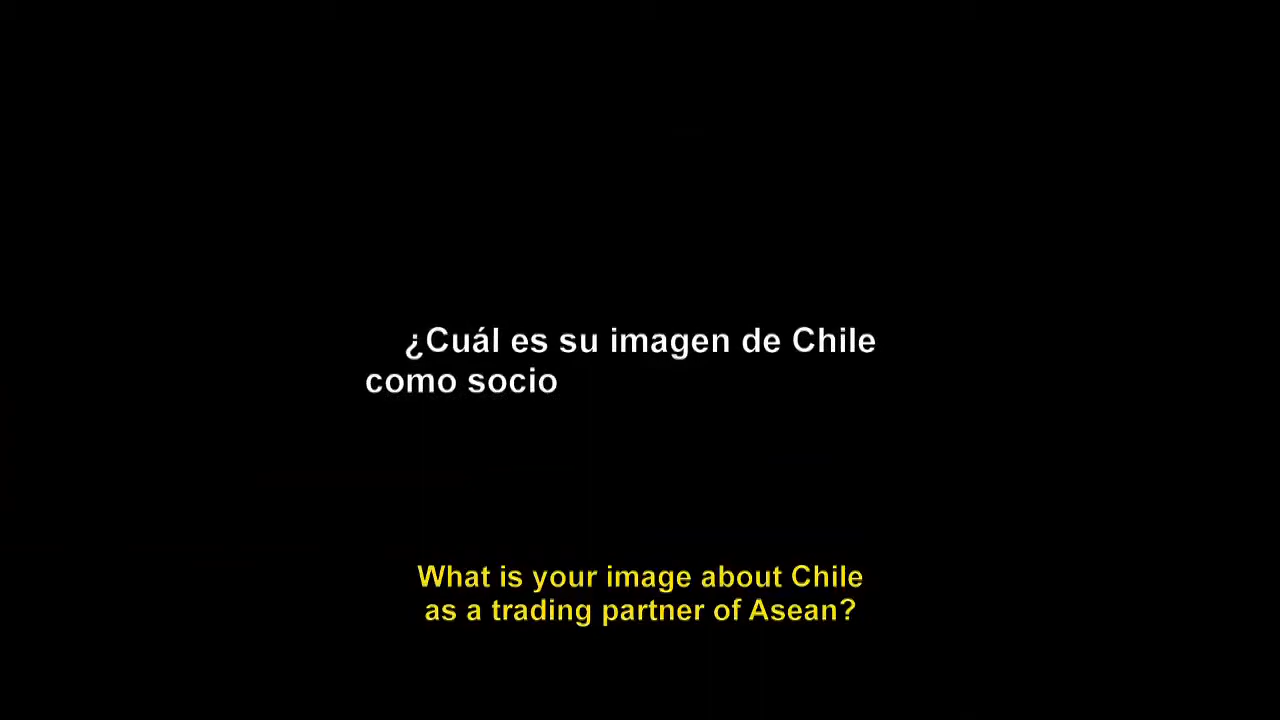 ¿Cuál es su imagen de Chile
como socio
What is your image about Chile
as a trading partner of Asean?